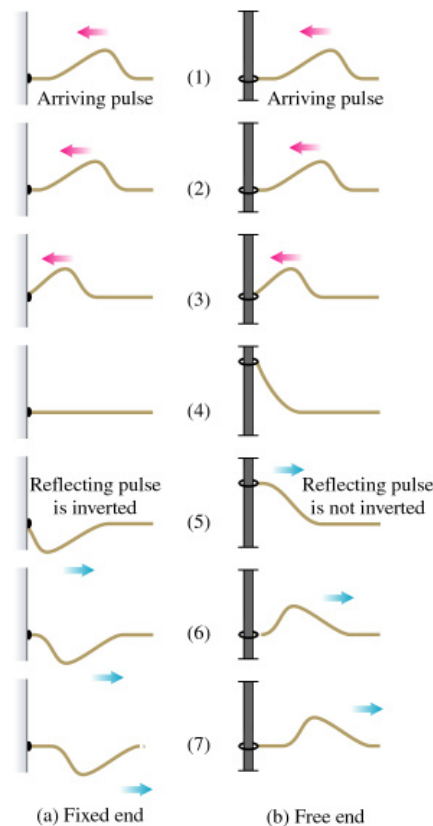 (1)
Arriving pulse
Arriving pulse
(2)
(3)
(4)
Reflecting pulse
is inverted
(5)
Reflecting pulse
is not inverted
(6)
(7)
(a) Fixed end
(b) Free end